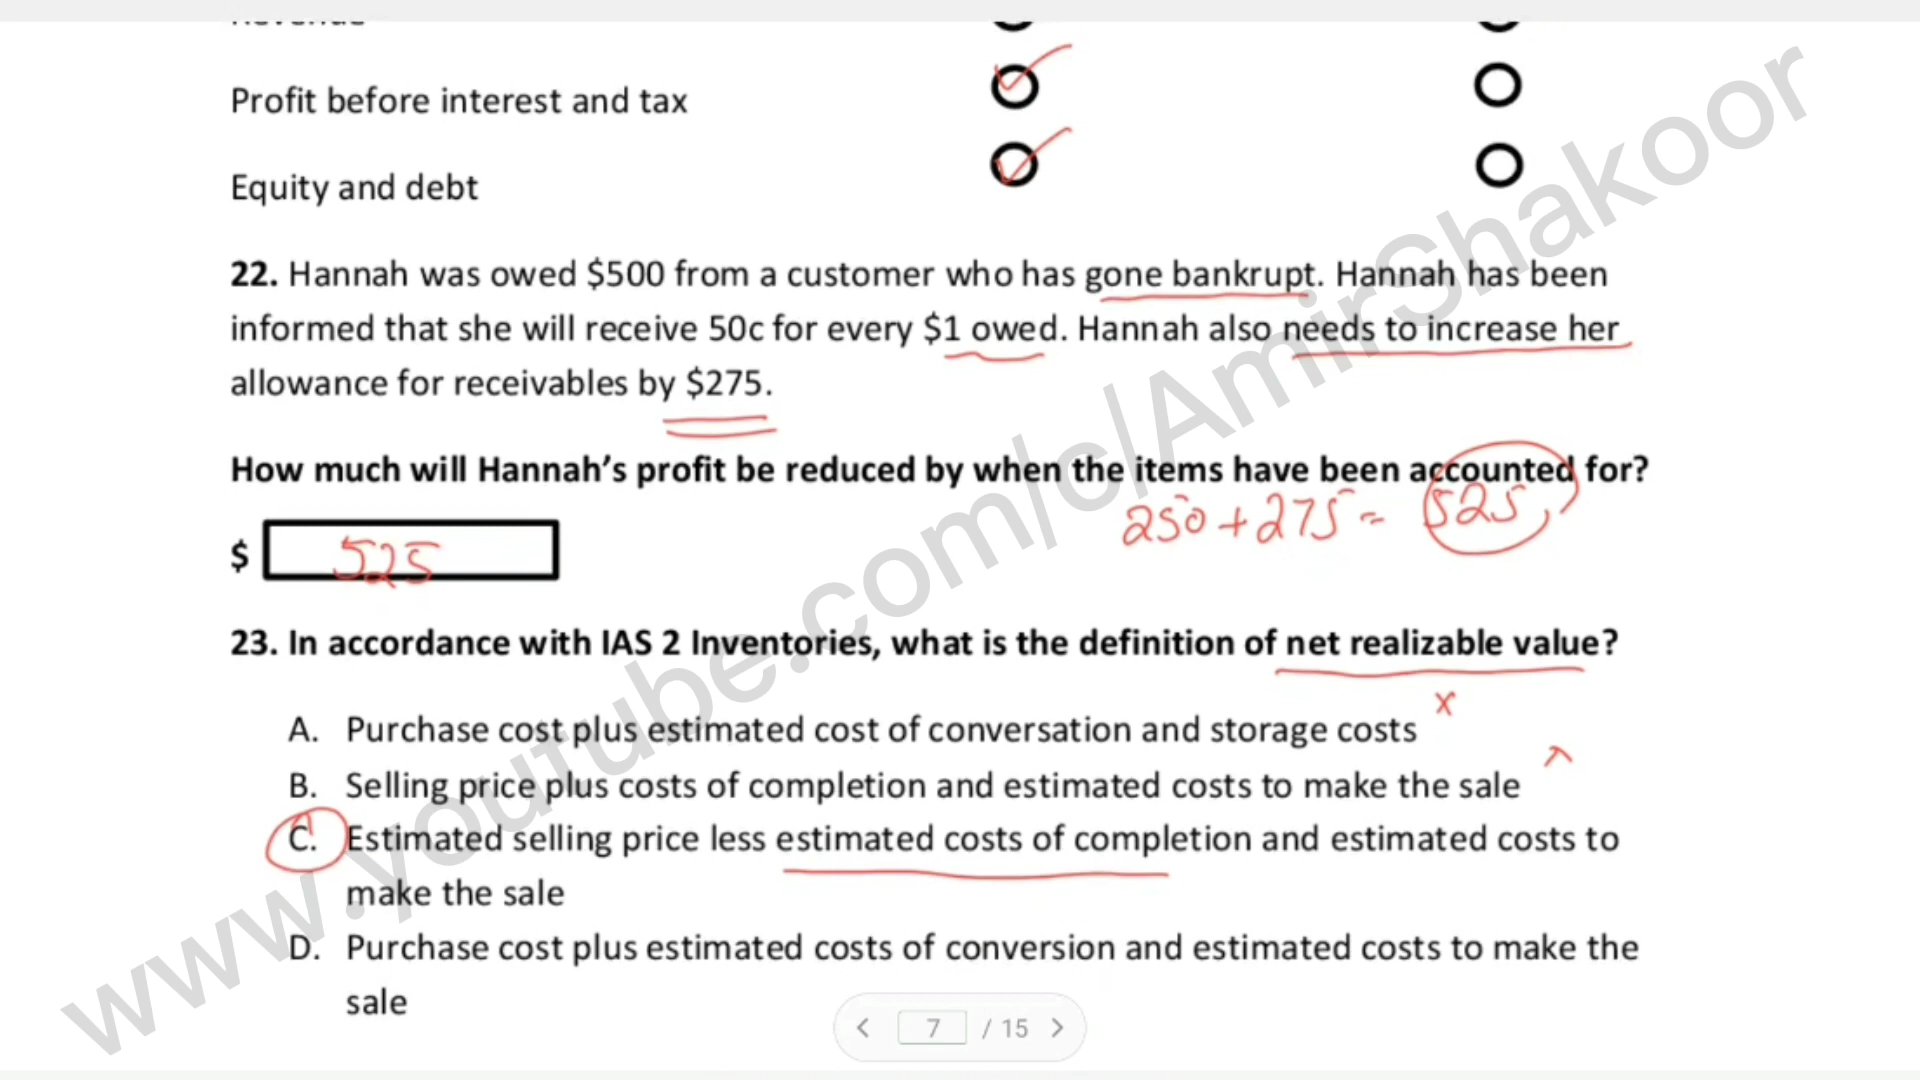 Profit before interest and tax
Equity and debt
22. Hannah was owed $500 from a customer who has gone bankrupt. Hannah has been
informed that she will receive 50c for every $1 owed. Hannah also needs to increase her
allowance for receivables by $275.
How much will Hannah’s profit be reduced by when the items have been accounted for?
250 + 275 = 525
$ 525
23. In accordance with IAS 2 Inventories, what is the definition of net realizable value?
A. Purchase cost plus estimated cost of conversation and storage costs
B. Selling price plus costs of completion and estimated costs to make the sale
C. Estimated selling price less estimated costs of completion and estimated costs to
make the sale
D. Purchase cost plus estimated costs of conversion and estimated costs to make the
sale
7 / 15
www.youtube.com/c/AmirShakoor